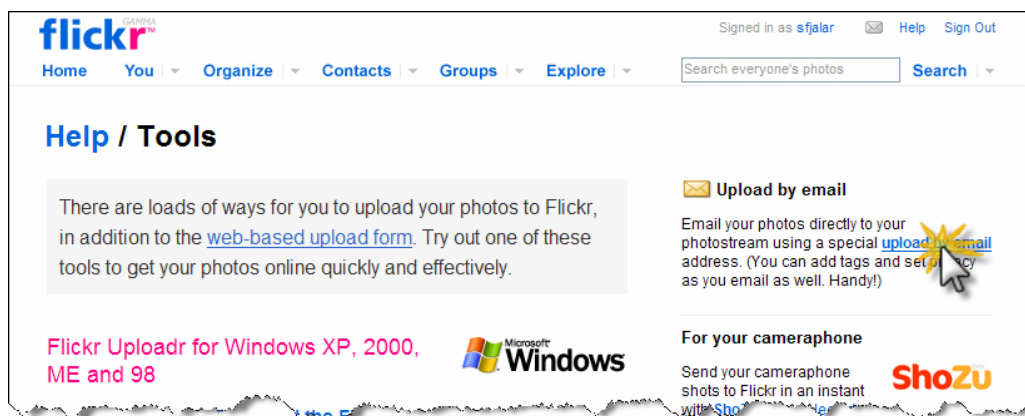 flickr GAMMA™
Signed in as sfjalar Help Sign Out
Home You Organize Contacts Groups Explore
Search everyone's photos Search
Help / Tools
There are loads of ways for you to upload your photos to Flickr,
in addition to the web-based upload form. Try out one of these
tools to get your photos online quickly and effectively.
Flickr Uploadr for Windows XP, 2000,
ME and 98
Microsoft
Windows
Upload by email
Email your photos directly to your
photostream using a special upload by email
address. (You can add tags and set privacy
as you email as well. Handy!)
For your cameraphone
Send your cameraphone
shots to Flickr in an instant
with Sho
ShoZu
the